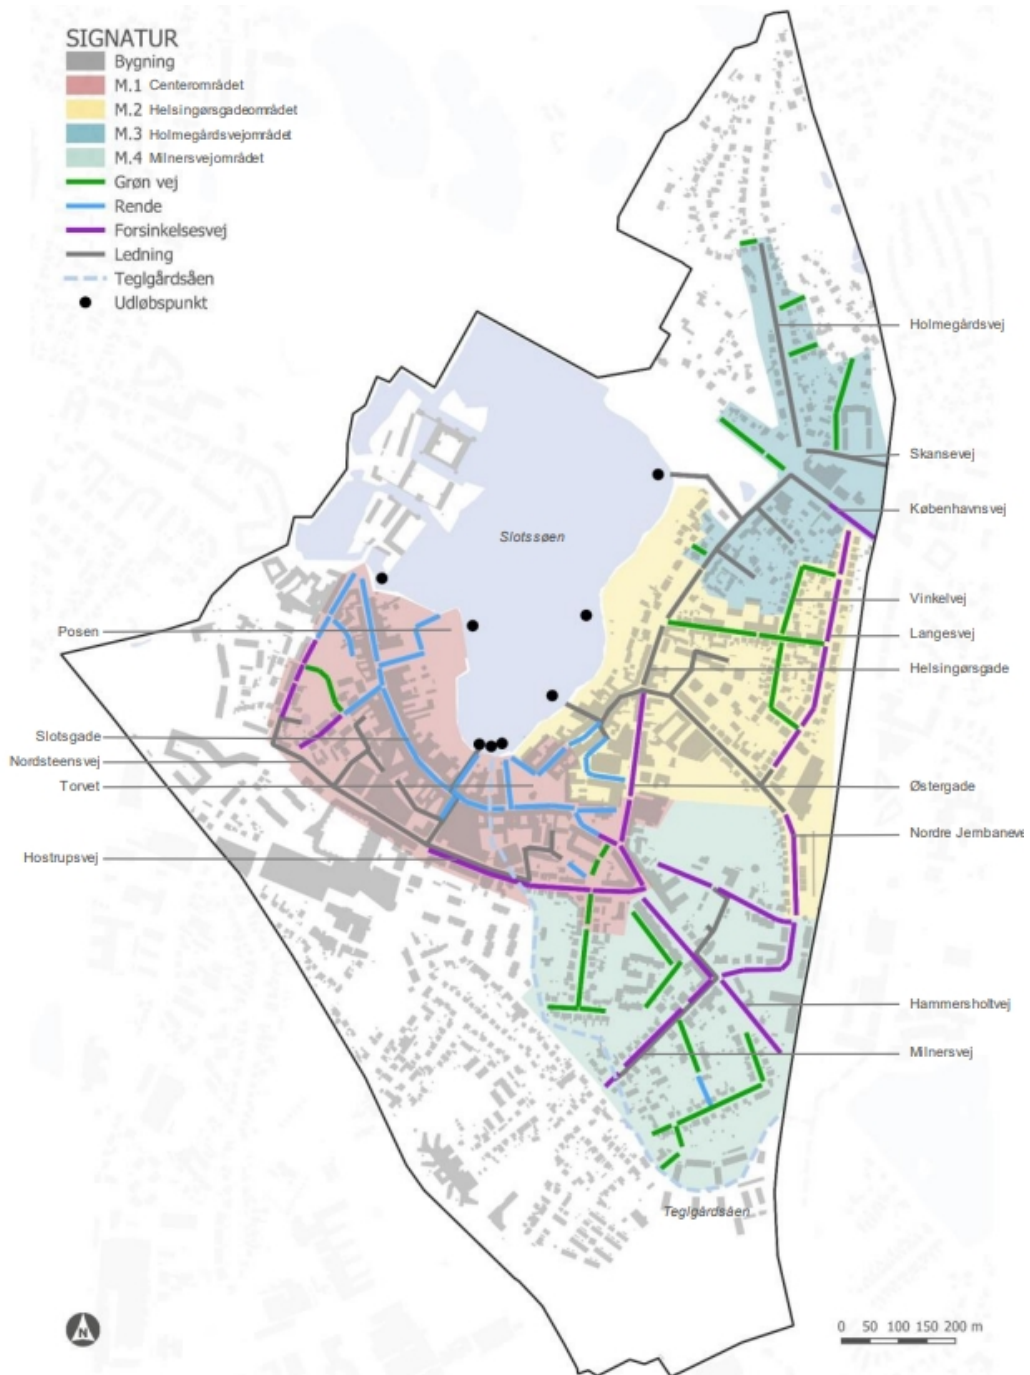 SIGNATUR
Bygning
M.1 Centerområdet
M.2 Helsingørsgadeområdet
M.3 Holmegårdsvejområdet
M.4 Milnersvejområdet
Grøn vej
Rende
Forsinkelsesvej
Ledning
Teglgårdsåen
Udløbspunkt
Holmegårdsvej
Skansevej
Københavnsvej
Slotssøen
Vinkelvej
Posen
Langesvej
Helsingørsgade
Slotsgade
Nordsteensvej
Torvet
Østergade
Nordre Jernbaneve
Hostrupsvej
Hammersholtvej
Milnersvej
Teglgårdsåen
N
0 50 100 150 200 m